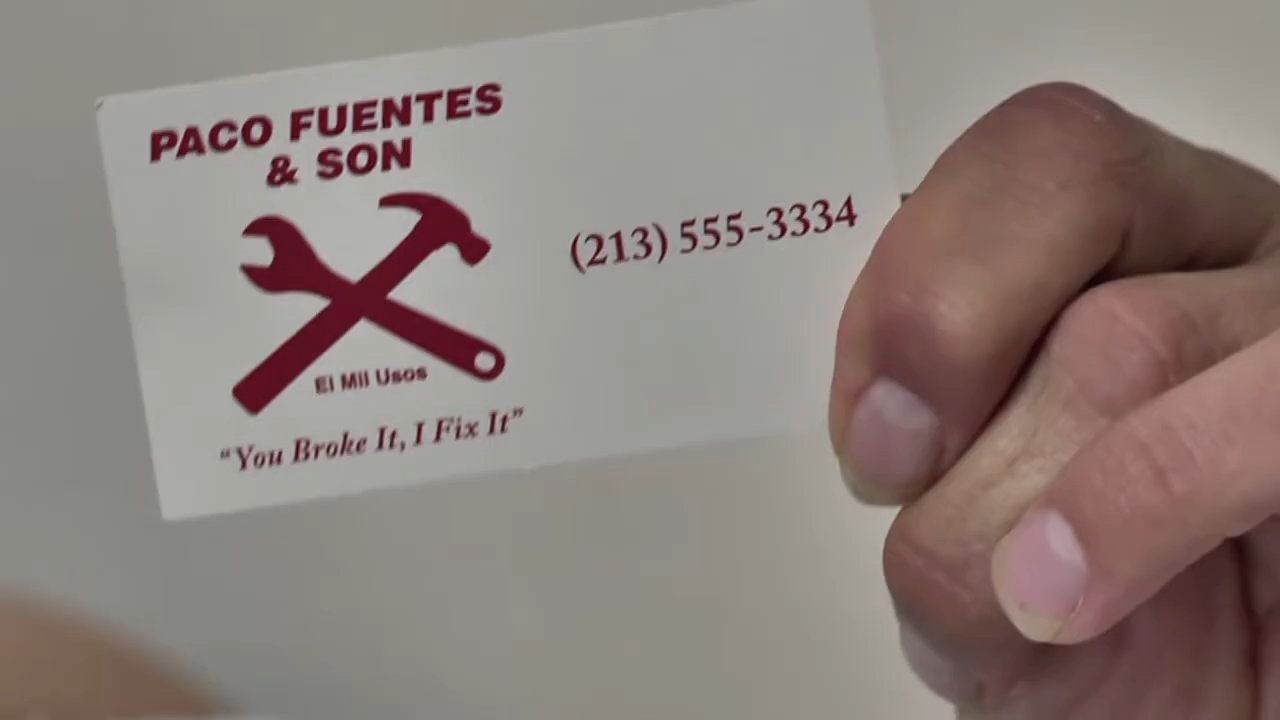 PACO FUENTES
& SON
(213) 555-3334
El Mil Usos
“You Broke It, I Fix It”